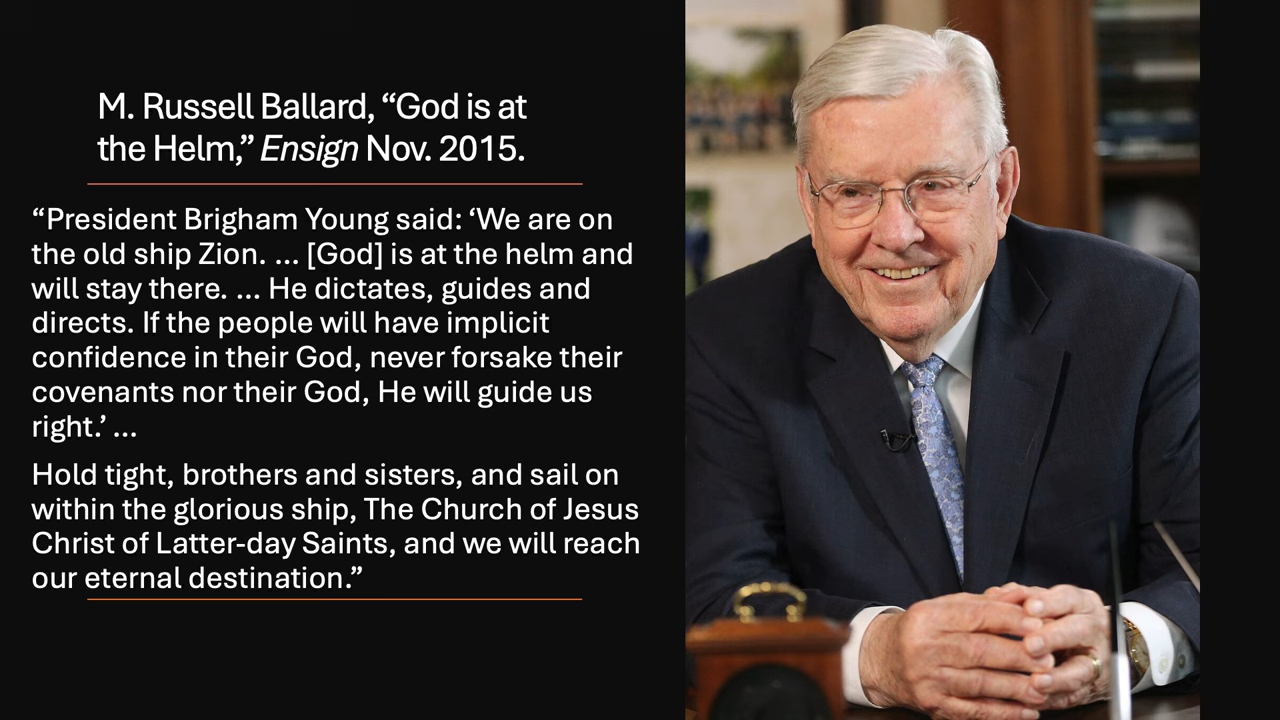 M. Russell Ballard, “God is at
the Helm,” Ensign Nov. 2015.
“President Brigham Young said: ‘We are on
the old ship Zion. … [God] is at the helm and
will stay there. … He dictates, guides and
directs. If the people will have implicit
confidence in their God, never forsake their
covenants nor their God, He will guide us
right.’ …
Hold tight, brothers and sisters, and sail on
within the glorious ship, The Church of Jesus
Christ of Latter-day Saints, and we will reach
our eternal destination.”